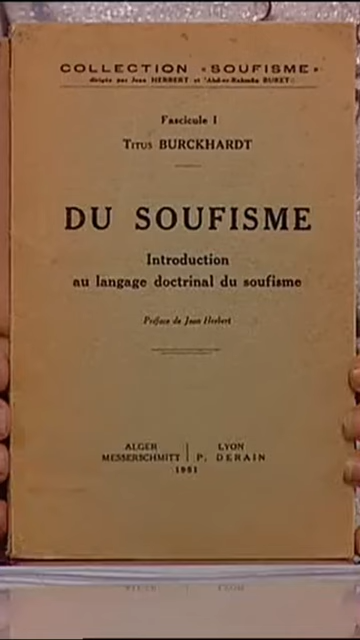 COLLECTION «SOUFISME»
dirigée par Jean HERBERT et 'Abd-er-Rahmân BURET
Fascicule I
TITUS BURCKHARDT
DU SOUFISME
Introduction
au langage doctrinal du soufisme
Préface de Jean Herbert
ALGER
MESSERSCHMITT
LYON
P. DERAIN
1951